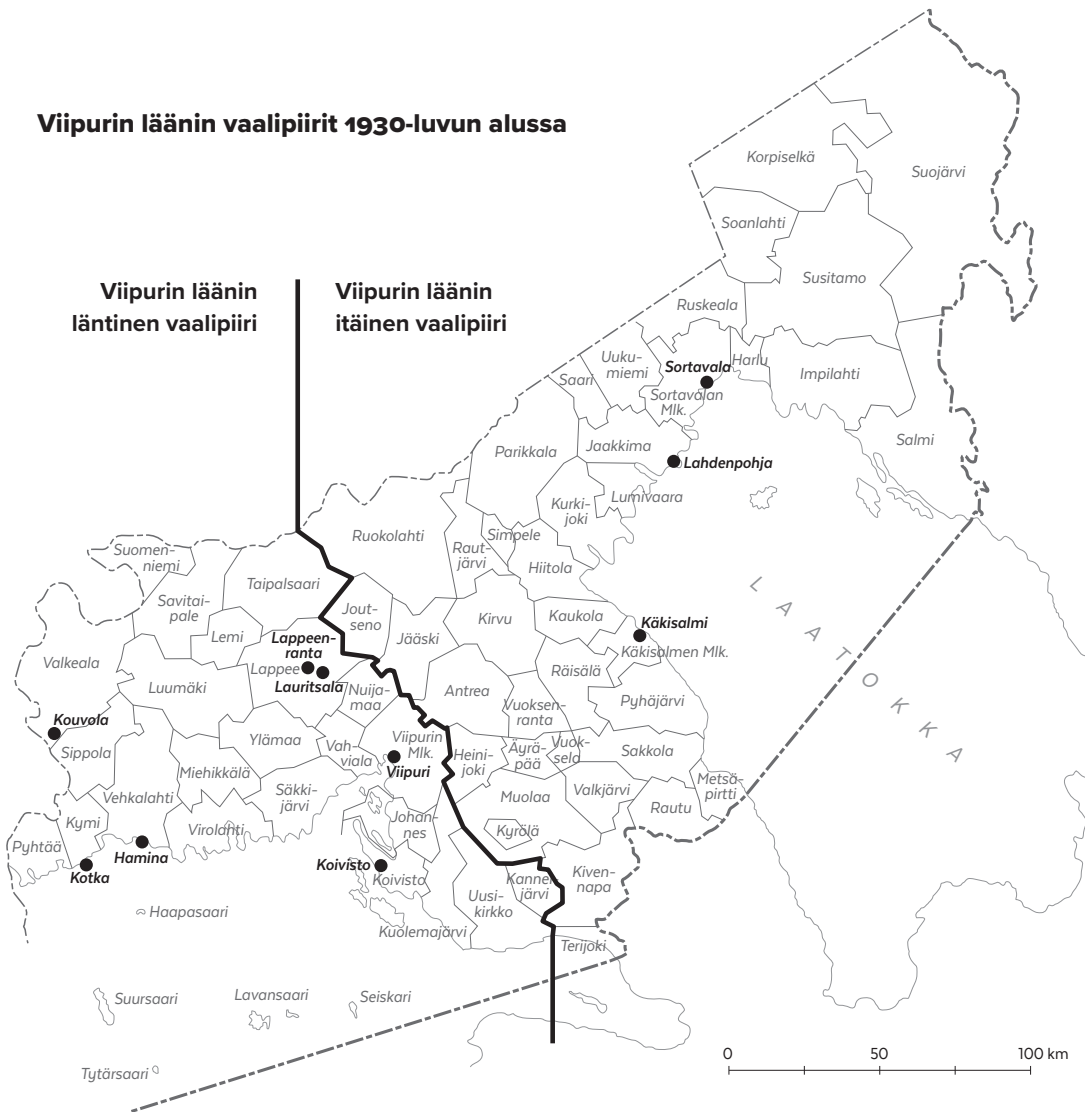 Viipurin läänin vaalipiirit 1930-luvun alussa
Viipurin läänin
läntinen vaalipiiri
Viipurin läänin
itäinen vaalipiiri
Korpiselkä
Suojärvi
Soanlahti
Susitamo
Ruskeala
Uuku-
niemi
Sortavala
Harlu
Impilahti
Saari
Sortavalan
Mlk.
Salmi
Parikkala
Jaakkima
Lahdenpohja
Kurki-
joki
Lumivaara
Ruokolahti
Raut-
järvi
Simpele
Hiitola
Suomen-
niemi
Taipalsaari
Savitai-
pale
Jout-
seno
Lemi
Jääski
Kirvu
Kaukola
Käkisalmi
Käkisalmen Mlk.
LAATOKKA
Valkeala
Lappeen-
ranta
Lappee
Lauritsala
Luumäki
Nuija-
maa
Antrea
Räisälä
Pyhäjärvi
Vuoksen-
ranta
Kouvola
Sippola
Ylämaa
Vah-
viala
Viipurin
Mlk.
Viipuri
Heini-
joki
Äyrä-
pää
Vuok-
sela
Sakkola
Metsä-
pirtti
Miehikkälä
Säkki-
järvi
Vehkalahti
Muolaa
Valkjärvi
Rautu
Kymi
Virolahti
Johan-
nes
Kyrölä
Pyhtää
Hamina
Kotka
Koivisto
Koivisto
Kannel-
järvi
Kiven-
napa
Uusi-
kirkko
Haapasaari
Kuolemajärvi
Terijoki
Suursaari
Lavansaari
Seiskari
Tytärsaari
0 50 100 km